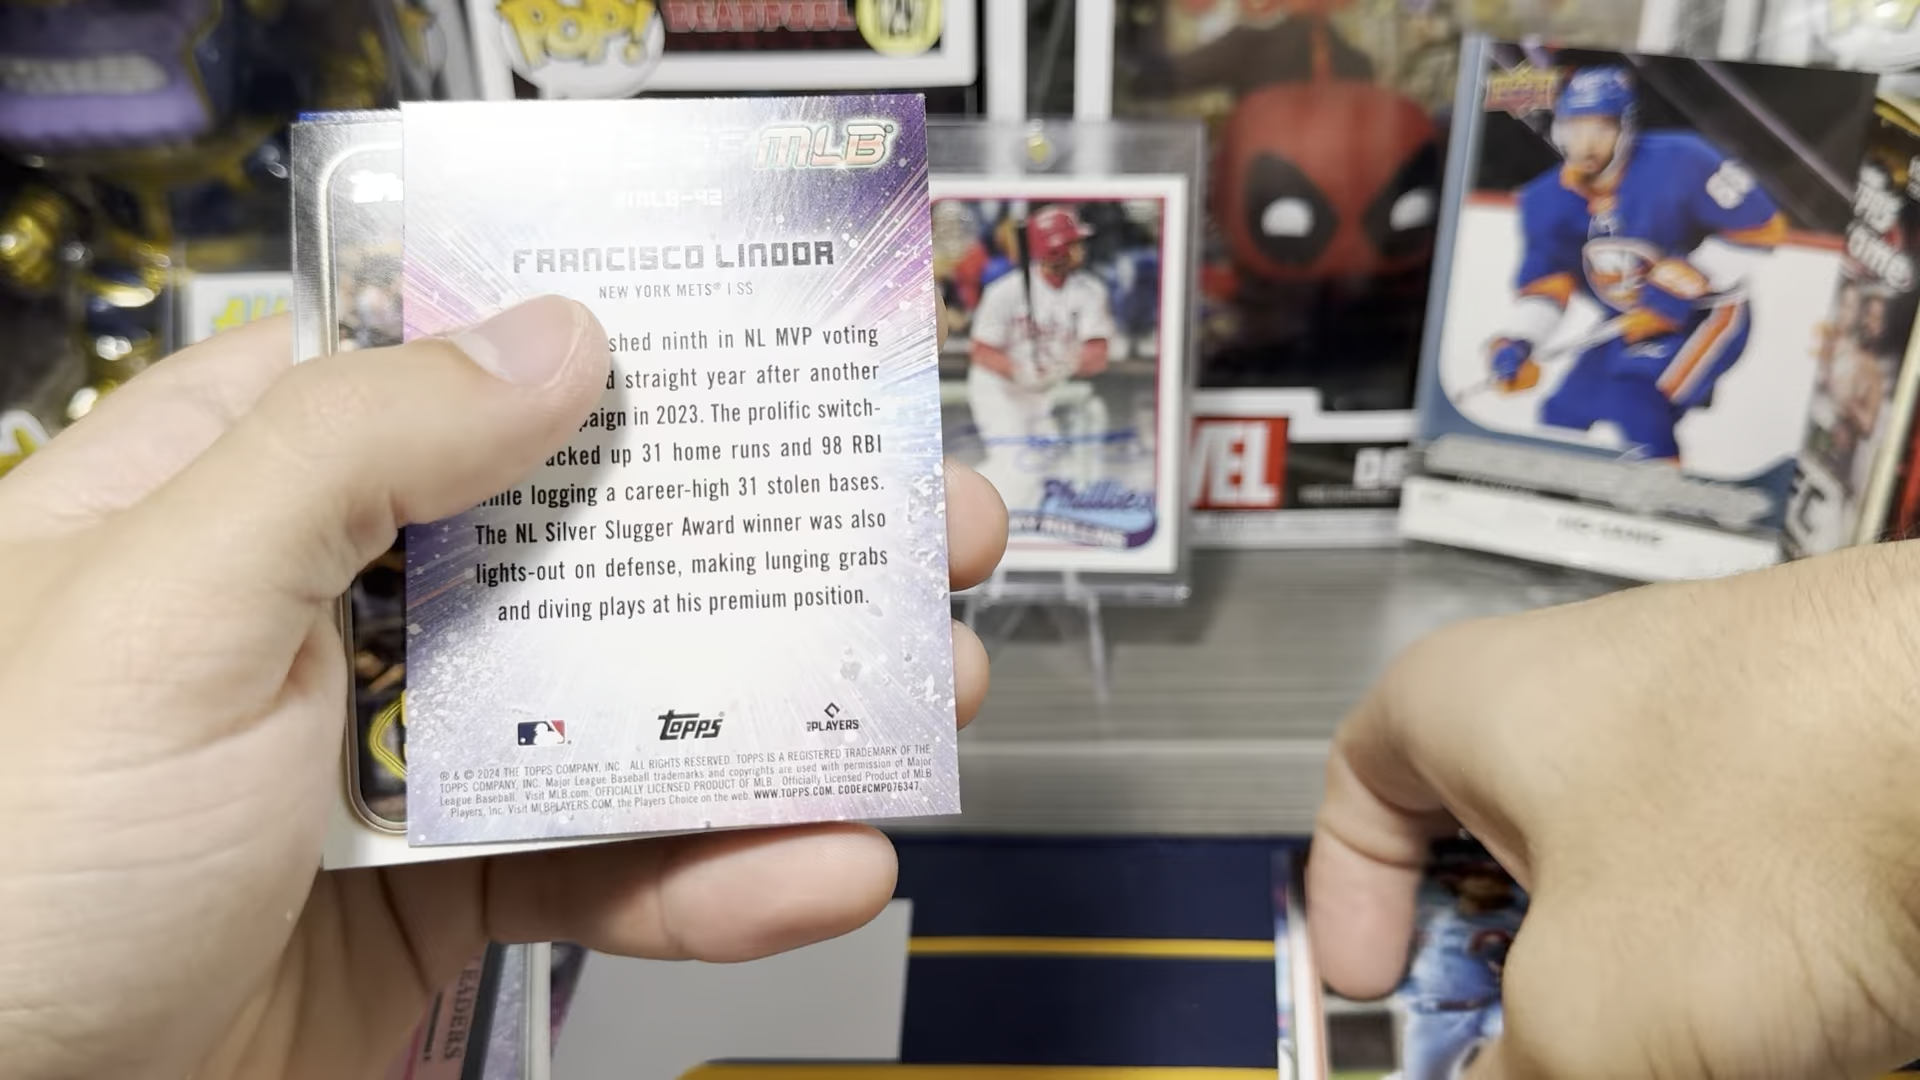 POP!
DEADPOOL
MLB
#MLB-42
FRANCISCO LINDOR
NEW YORK METS® | SS
shed ninth in NL MVP voting
d straight year after another
paign in 2023. The prolific switch-
acked up 31 home runs and 98 RBI
while logging a career-high 31 stolen bases.
The NL Silver Slugger Award winner was also
lights-out on defense, making lunging grabs
and diving plays at his premium position.
Topps
PLAYERS
® & © 2024 THE TOPPS COMPANY, INC. ALL RIGHTS RESERVED. TOPPS IS A REGISTERED TRADEMARK OF THE
TOPPS COMPANY, INC. Major League Baseball trademarks and copyrights are used with permission of Major
League Baseball. Visit MLB.com. OFFICIALLY LICENSED PRODUCT OF MLB. Officially Licensed Product of MLB
Players, Inc. Visit MLBPLAYERS.COM, the Players Choice on the web. WWW.TOPPS.COM. CODE#CMP076347.
Phillies
VEL